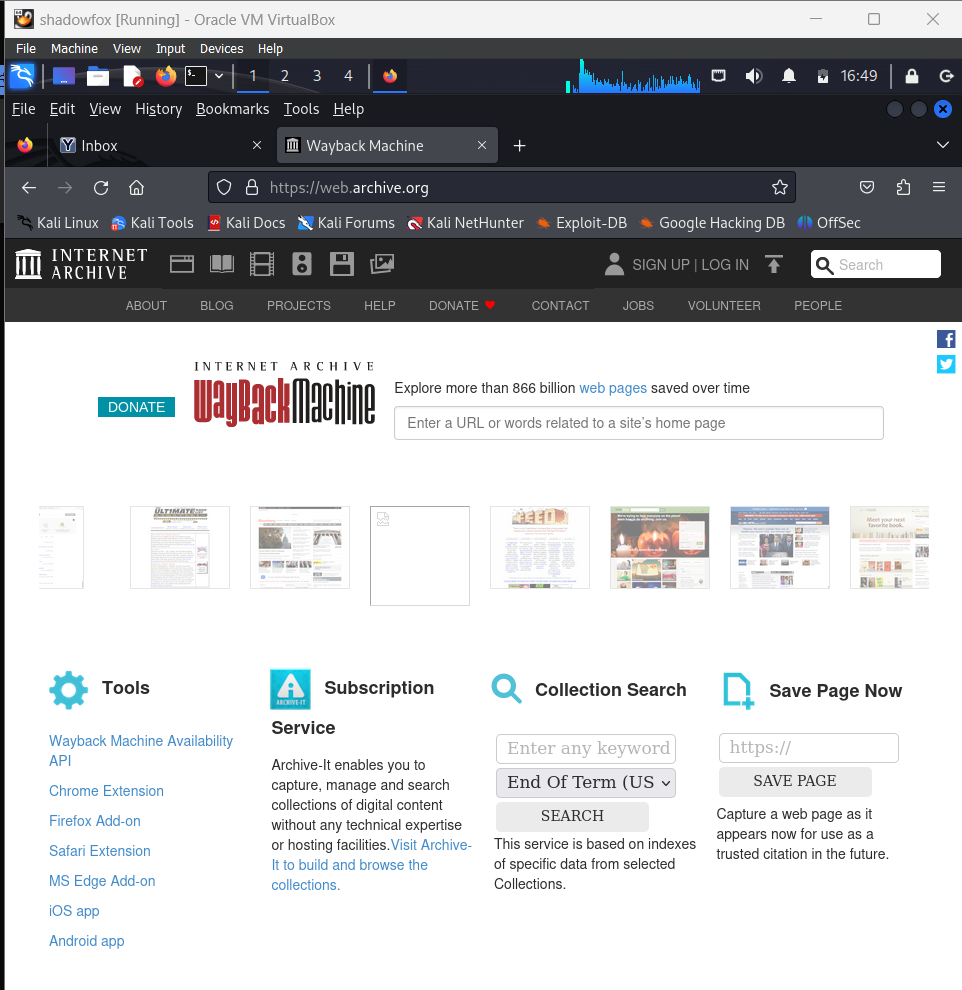 shadowfox [Running] - Oracle VM VirtualBox
File Machine View Input Devices Help
1 2 3 4 16:49
File Edit View History Bookmarks Tools Help
Inbox Wayback Machine
https://web.archive.org
Kali Linux Kali Tools Kali Docs Kali Forums Kali NetHunter Exploit-DB Google Hacking DB OffSec
INTERNET ARCHIVE SIGN UP | LOG IN Search
ABOUT BLOG PROJECTS HELP DONATE CONTACT JOBS VOLUNTEER PEOPLE
DONATE
INTERNET ARCHIVE
WayBackMachine
Explore more than 866 billion web pages saved over time
Enter a URL or words related to a site's home page
ULTIMATE
Meet your next
favorite book.
Tools
Wayback Machine Availability
API
Chrome Extension
Firefox Add-on
Safari Extension
MS Edge Add-on
iOS app
Android app
ARCHIVE-IT
Subscription
Service
Archive-It enables you to
capture, manage and search
collections of digital content
without any technical expertise
or hosting facilities.Visit Archive-
It to build and browse the
collections.
Collection Search
Enter any keyword
End Of Term (US
SEARCH
This service is based on indexes
of specific data from selected
Collections.
Save Page Now
https://
SAVE PAGE
Capture a web page as it
appears now for use as a
trusted citation in the future.